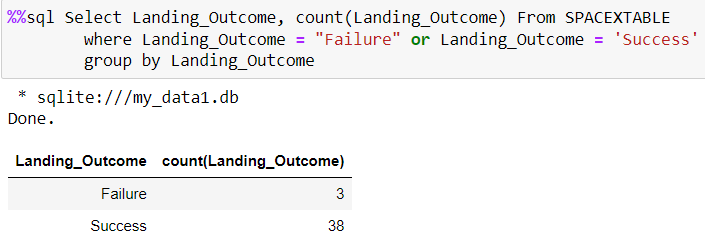 %%sql Select Landing_Outcome, count(Landing_Outcome) From SPACEXTABLE
where Landing_Outcome = "Failure" or Landing_Outcome = 'Success'
group by Landing_Outcome
* sqlite:///my_data1.db
Done.
Landing_Outcome count(Landing_Outcome)
Failure 3
Success 38